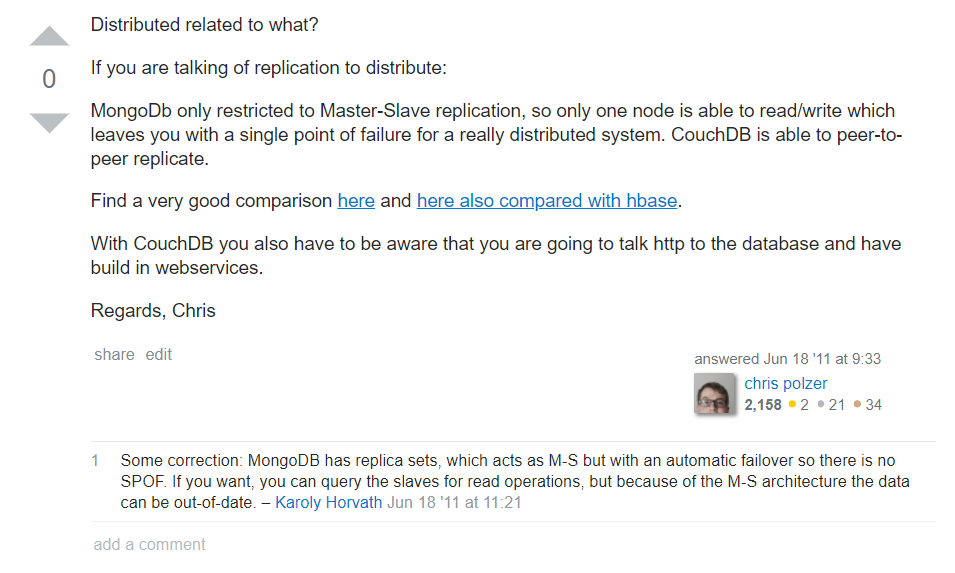 Distributed related to what?
0
If you are talking of replication to distribute:
MongoDb only restricted to Master-Slave replication, so only one node is able to read/write which
leaves you with a single point of failure for a really distributed system. CouchDB is able to peer-to-
peer replicate.
Find a very good comparison here and here also compared with hbase.
With CouchDB you also have to be aware that you are going to talk http to the database and have
build in webservices.
Regards, Chris
share edit
answered Jun 18 '11 at 9:33
chris polzer
2,158 2 21 34
1 Some correction: MongoDB has replica sets, which acts as M-S but with an automatic failover so there is no
SPOF. If you want, you can query the slaves for read operations, but because of the M-S architecture the data
can be out-of-date. – Karoly Horvath Jun 18 '11 at 11:21
add a comment